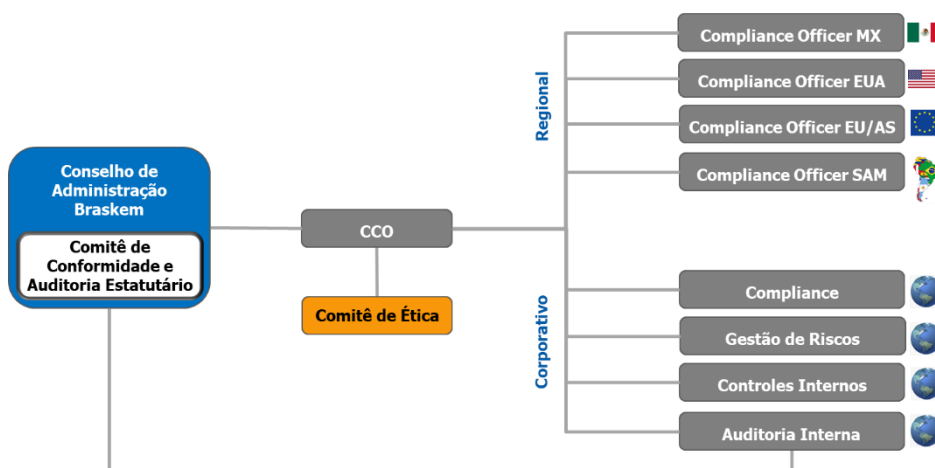 Conselho de
Administração
Braskem
Comitê de
Conformidade e
Auditoria Estatutário
CCO
Comitê de Ética
Regional
Compliance Officer MX
Compliance Officer EUA
Compliance Officer EU/AS
Compliance Officer SAM
Corporativo
Compliance
Gestão de Riscos
Controles Internos
Auditoria Interna